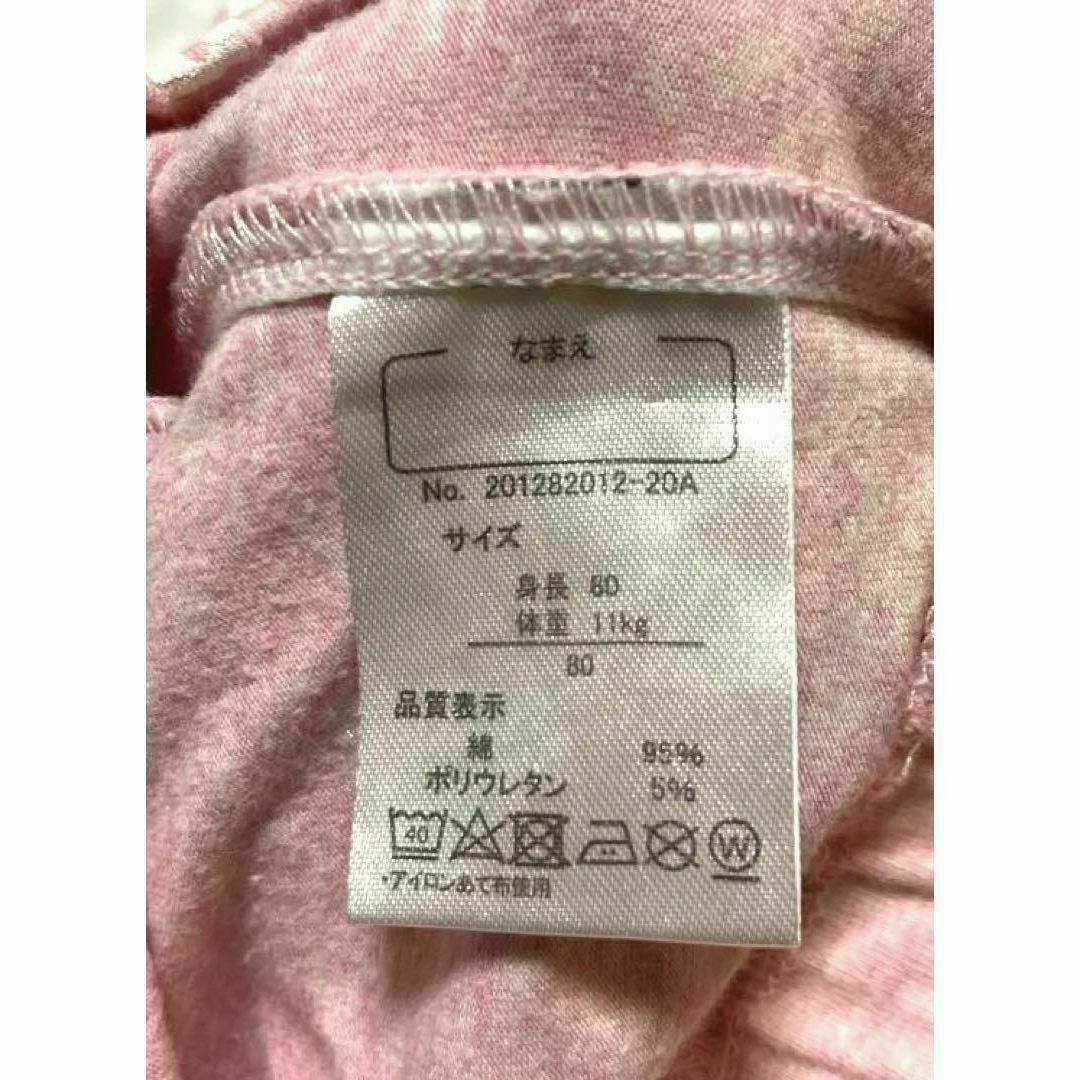 なまえ
No. 201282012-20A
サイズ
身長 80
体重 11kg
80
品質表示
綿 95%
ポリウレタン 5%
40 W
・アイロンあて布使用